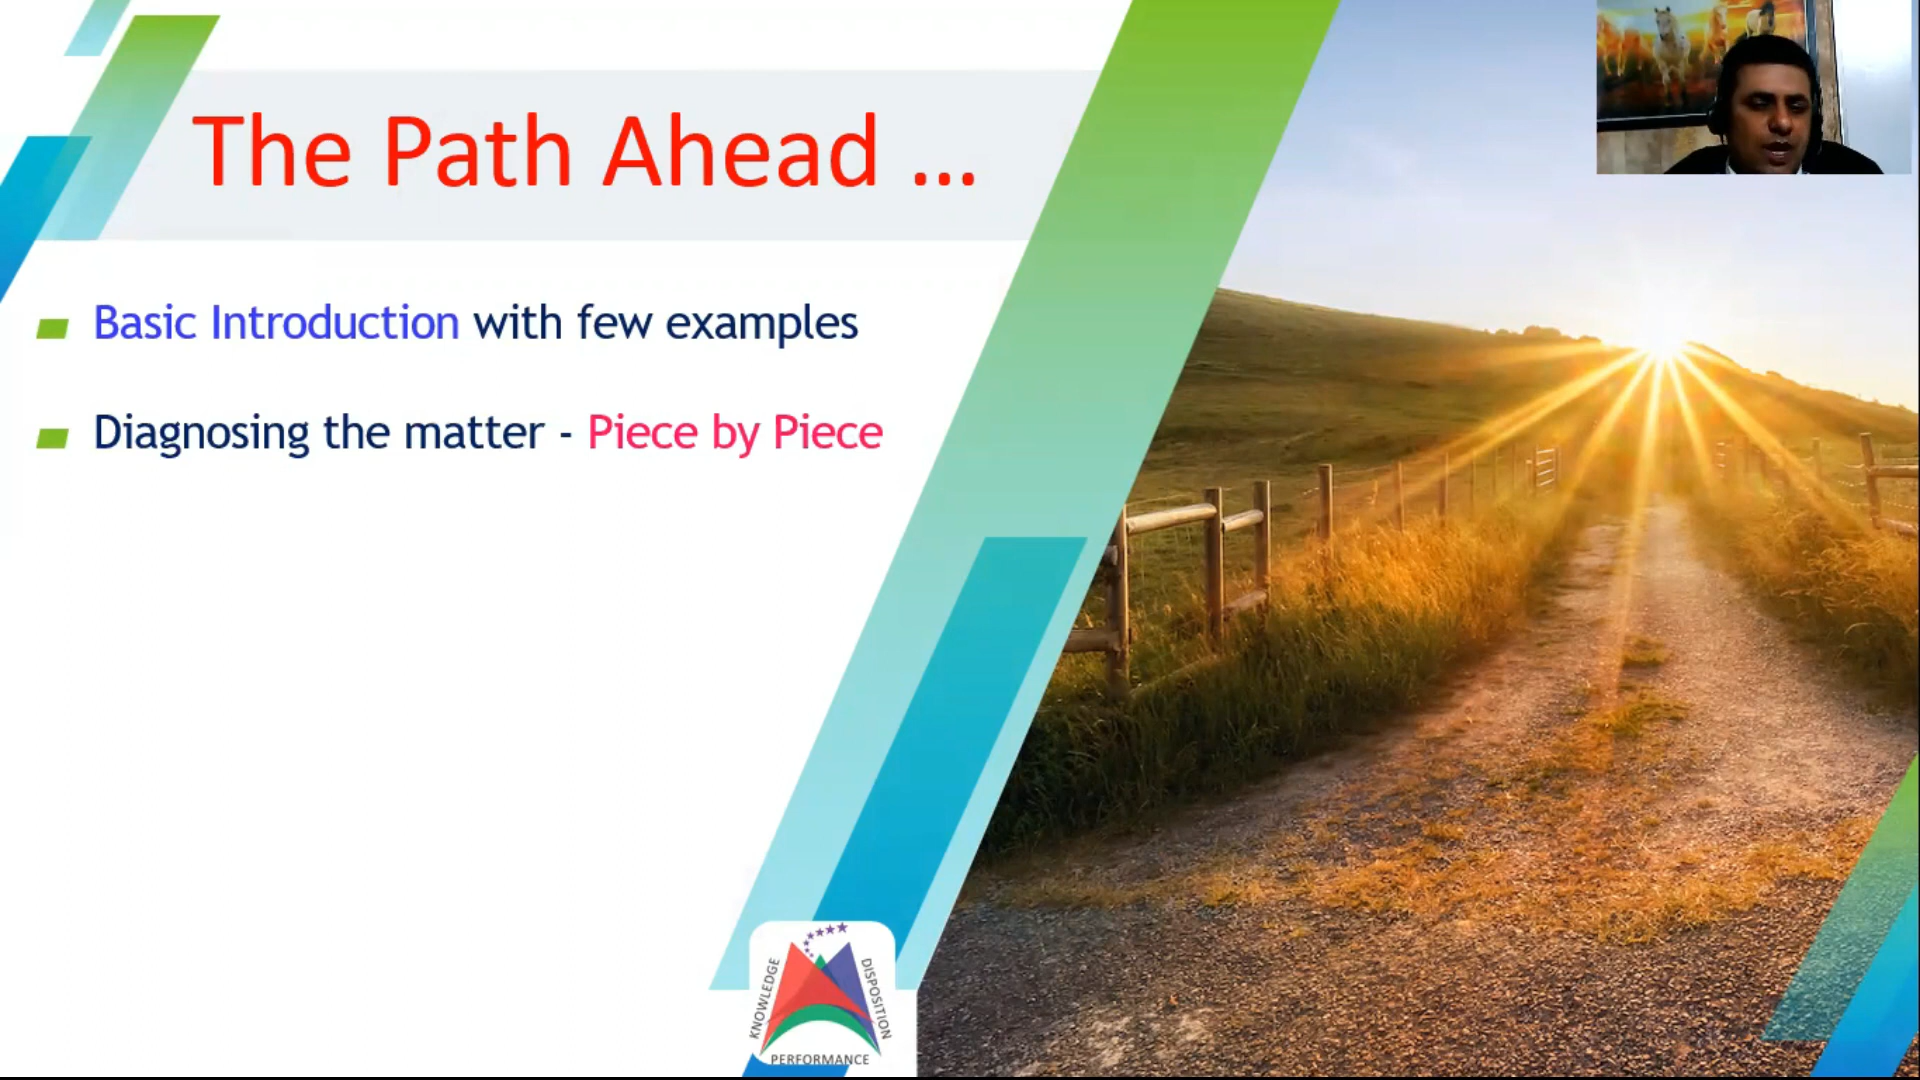 The Path Ahead ...
Basic Introduction with few examples
Diagnosing the matter - Piece by Piece
KNOWLEDGE
DISPOSITION
PERFORMANCE